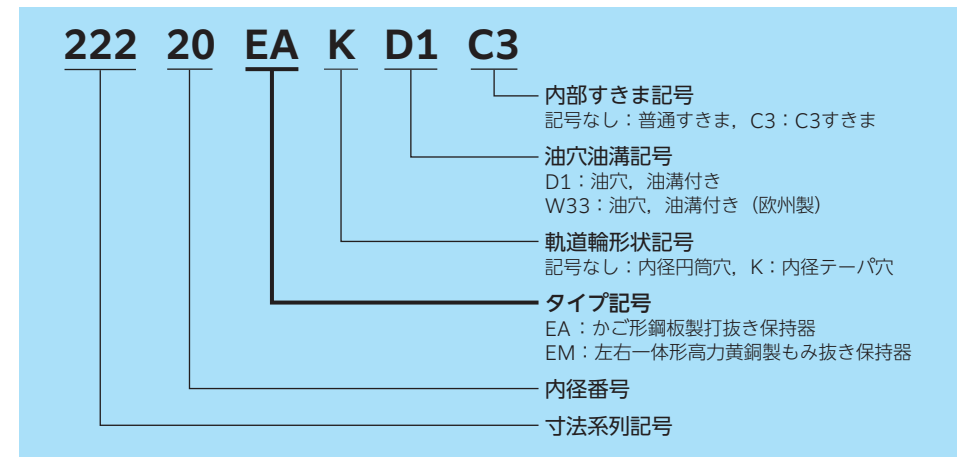 222 20 EA K D1 C3
内部すきま記号
記号なし：普通すきま，C3：C3すきま
油穴油溝記号
D1：油穴，油溝付き
W33：油穴，油溝付き（欧州製）
軌道輪形状記号
記号なし：内径円筒穴，K：内径テーパ穴
タイプ記号
EA：かご形鋼板製打抜き保持器
EM：左右一体形高力黄銅製もみ抜き保持器
内径番号
寸法系列記号